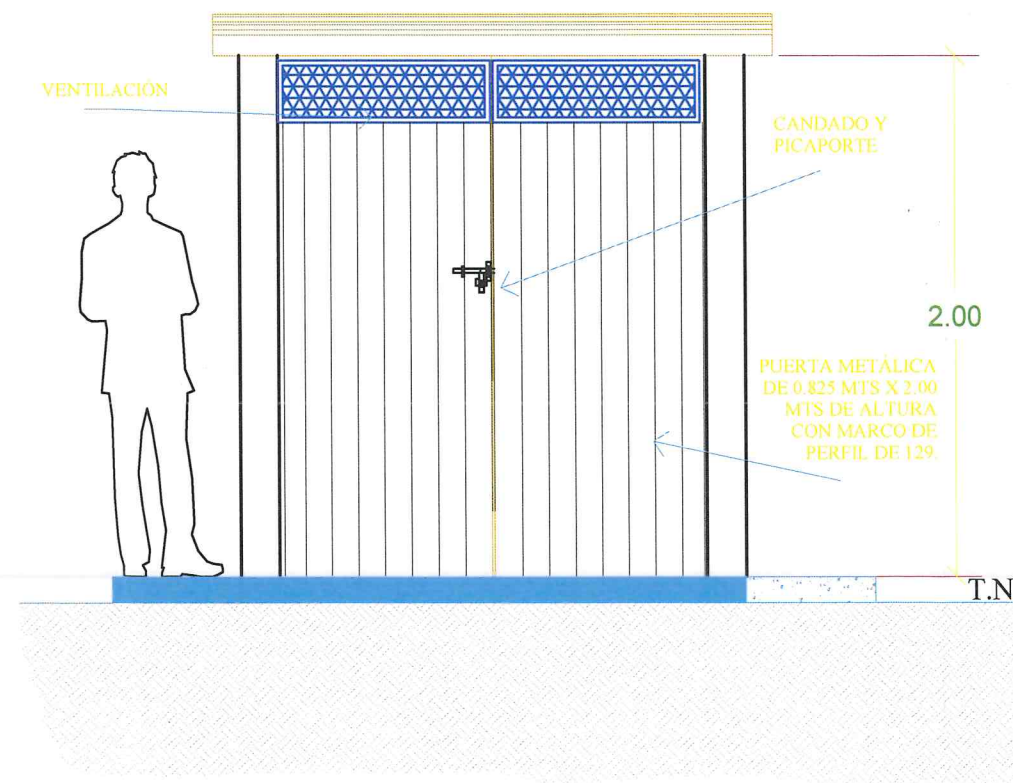 VENTILACIÓN
CANDADO Y
PICAPORTE
2.00
PUERTA METÁLICA
DE 0.825 MTS X 2.00
MTS DE ALTURA
CON MARCO DE
PERFIL DE 129.
T.N